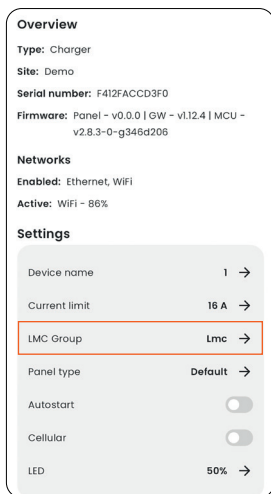 Overview
Type: Charger
Site: Demo
Serial number: F412FACCD3F0
Firmware: Panel - v0.0.0 | GW - v1.12.4 | MCU -
v2.8.3-0-g346d206
Networks
Enabled: Ethernet, WiFi
Active: WiFi - 86%
Settings
Device name 1 →
Current limit 16 A →
LMC Group Lmc →
Panel type Default →
Autostart
Cellular
LED 50% →